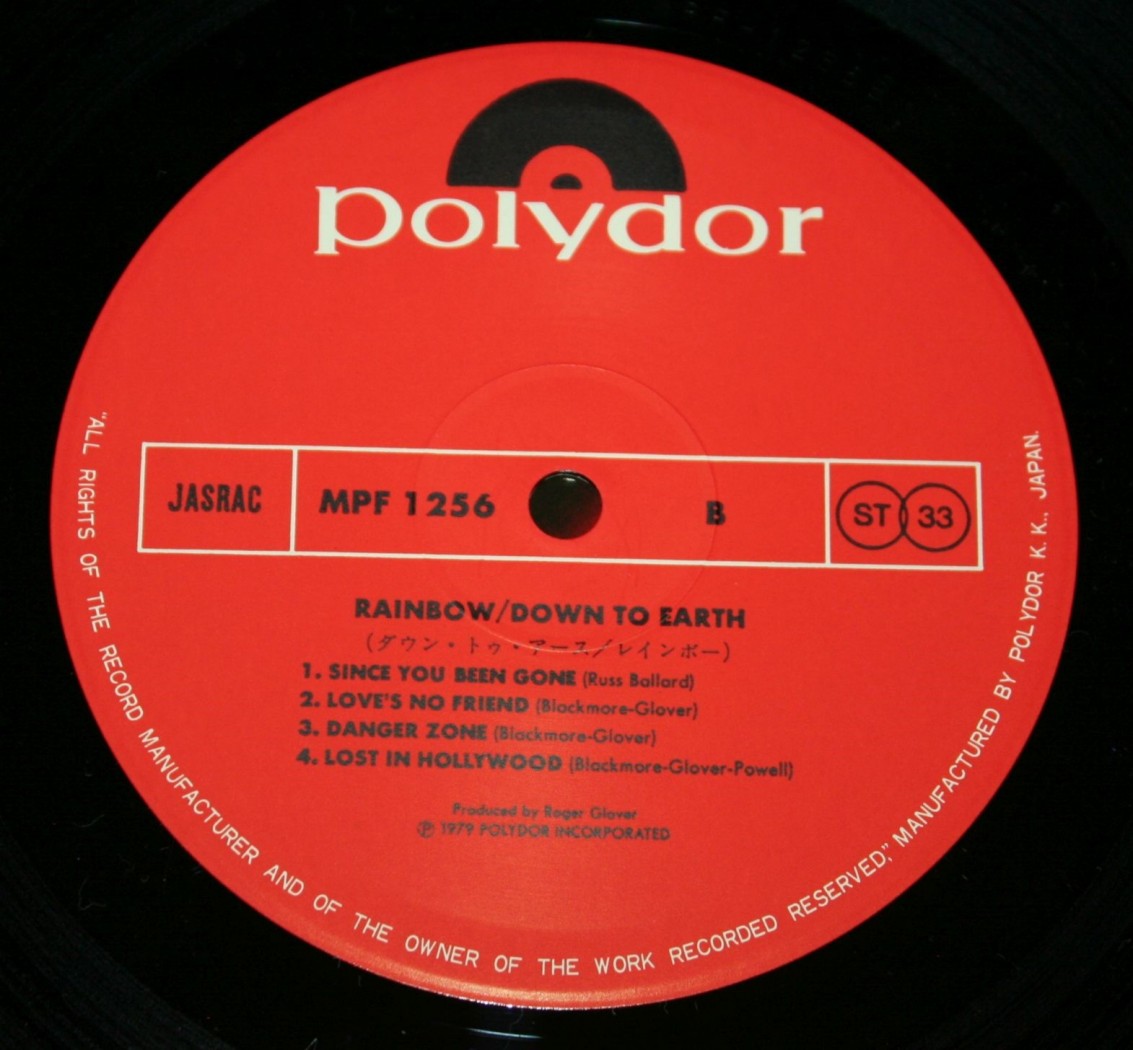 polydor
JASRAC
MPF 1256
B
ST 33
RAINBOW/DOWN TO EARTH
(ダウン・トゥ・アース/レインボー)
1. SINCE YOU BEEN GONE (Russ Ballard)
2. LOVE'S NO FRIEND (Blackmore-Glover)
3. DANGER ZONE (Blackmore-Glover)
4. LOST IN HOLLYWOOD (Blackmore-Glover-Powell)
Produced by Roger Glover
℗ 1979 POLYDOR INCORPORATED
"ALL RIGHTS OF THE RECORD MANUFACTURER AND OF THE OWNER OF THE WORK RECORDED RESERVED," MANUFACTURED BY POLYDOR K. K., JAPAN.